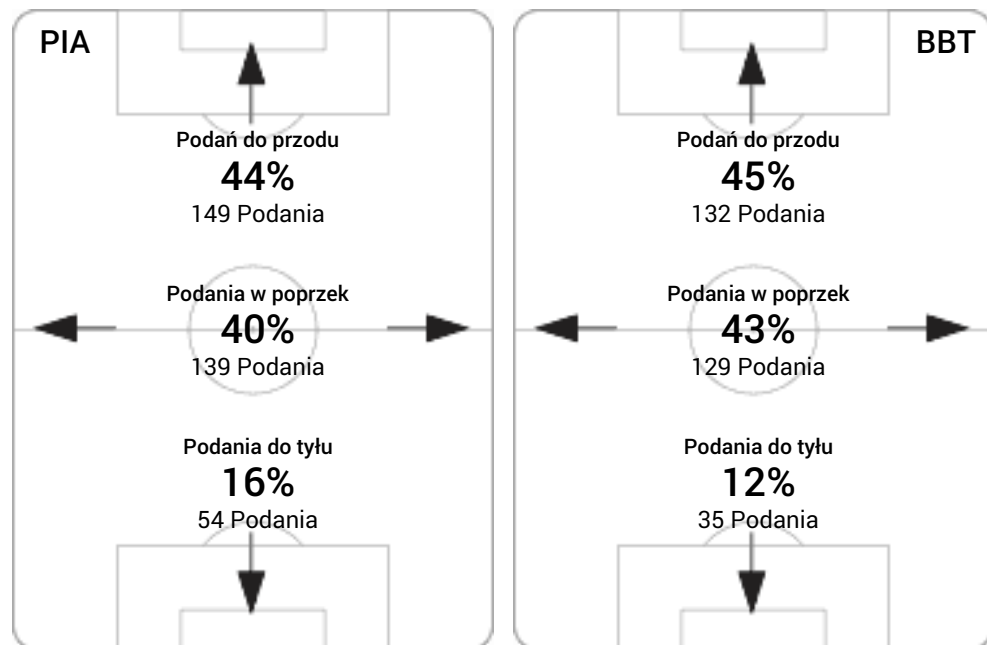 PIA
Podań do przodu
44%
149 Podania
Podania w poprzek
40%
139 Podania
Podania do tyłu
16%
54 Podania
BBT
Podań do przodu
45%
132 Podania
Podania w poprzek
43%
129 Podania
Podania do tyłu
12%
35 Podania